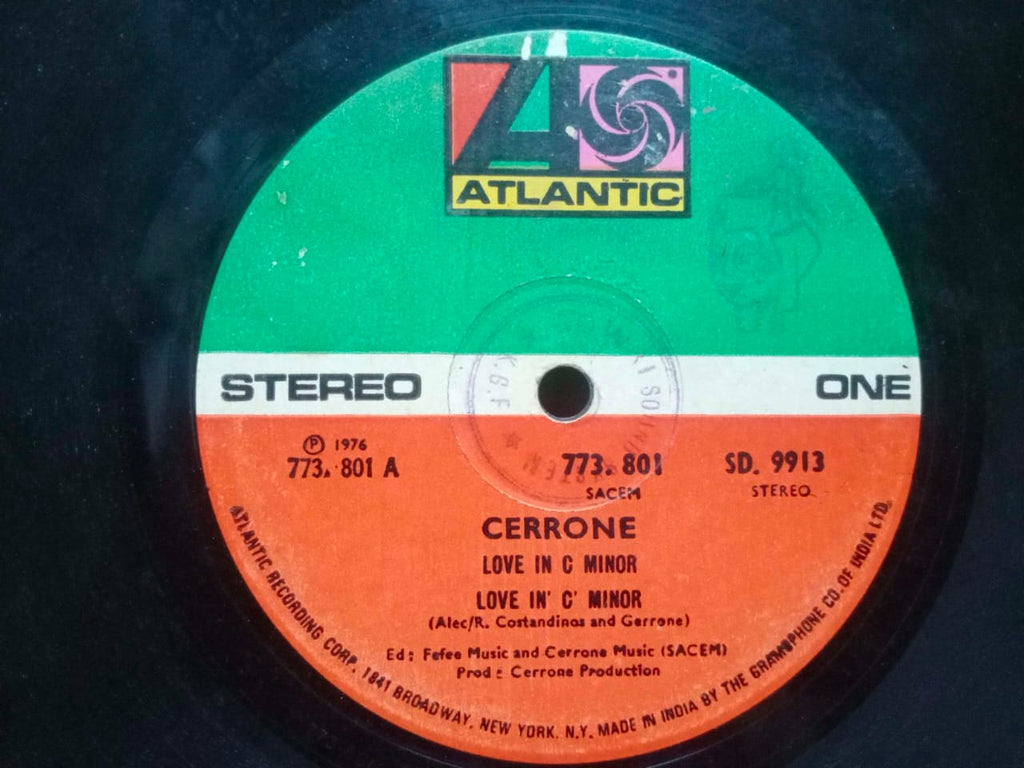 ATLANTIC
STEREO
ONE
Ⓟ 1976
773. 801 A
773. 801
SACEM
SD. 9913
STEREO
CERRONE
LOVE IN C MINOR
LOVE IN' C' MINOR
(Alec/R. Costandinos and Gerrone)
Ed: Fefee Music and Cerrone Music (SACEM)
Prod: Cerrone Production
ATLANTIC RECORDING CORP. 1841 BROADWAY, NEW YORK. N.Y. MADE IN INDIA BY THE GRAMOPHONE CO. OF INDIA LTD.
K.G.F.